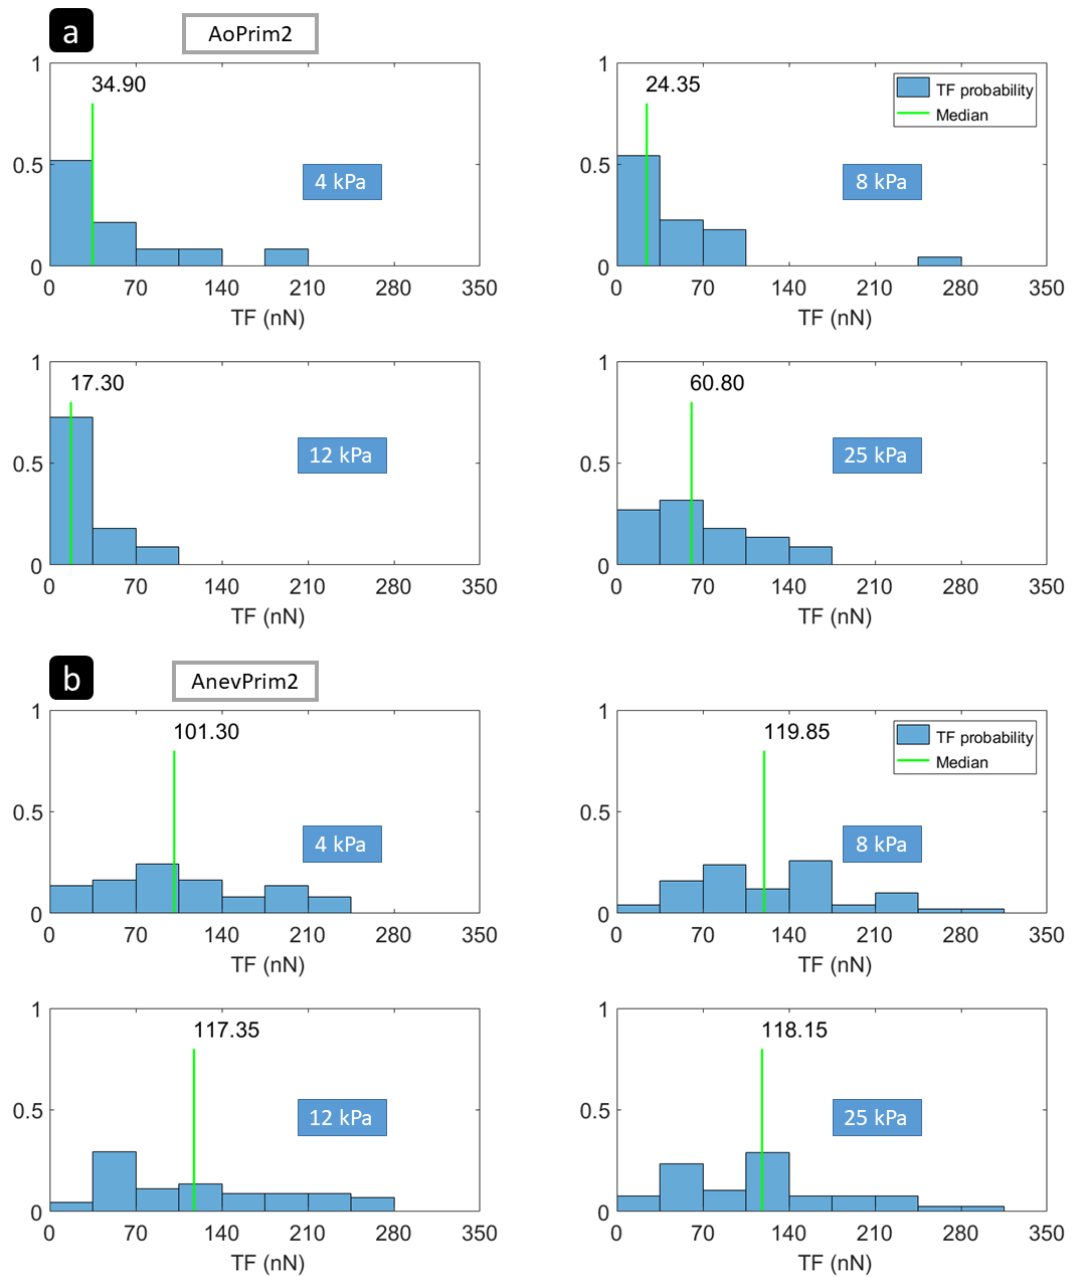 a
AoPrim2
34.90
4 kPa
1
0.5
0
0 70 140 210 280 350
TF (nN)
24.35
TF probability
Median
8 kPa
0 70 140 210 280 350
TF (nN)
17.30
12 kPa
1
0.5
0
0 70 140 210 280 350
TF (nN)
60.80
25 kPa
1
0.5
0
0 70 140 210 280 350
TF (nN)
b
AnevPrim2
101.30
4 kPa
1
0.5
0
0 70 140 210 280 350
TF (nN)
119.85
TF probability
Median
8 kPa
1
0.5
0
0 70 140 210 280 350
TF (nN)
117.35
12 kPa
1
0.5
0
0 70 140 210 280 350
TF (nN)
118.15
25 kPa
1
0.5
0
0 70 140 210 280 350
TF (nN)